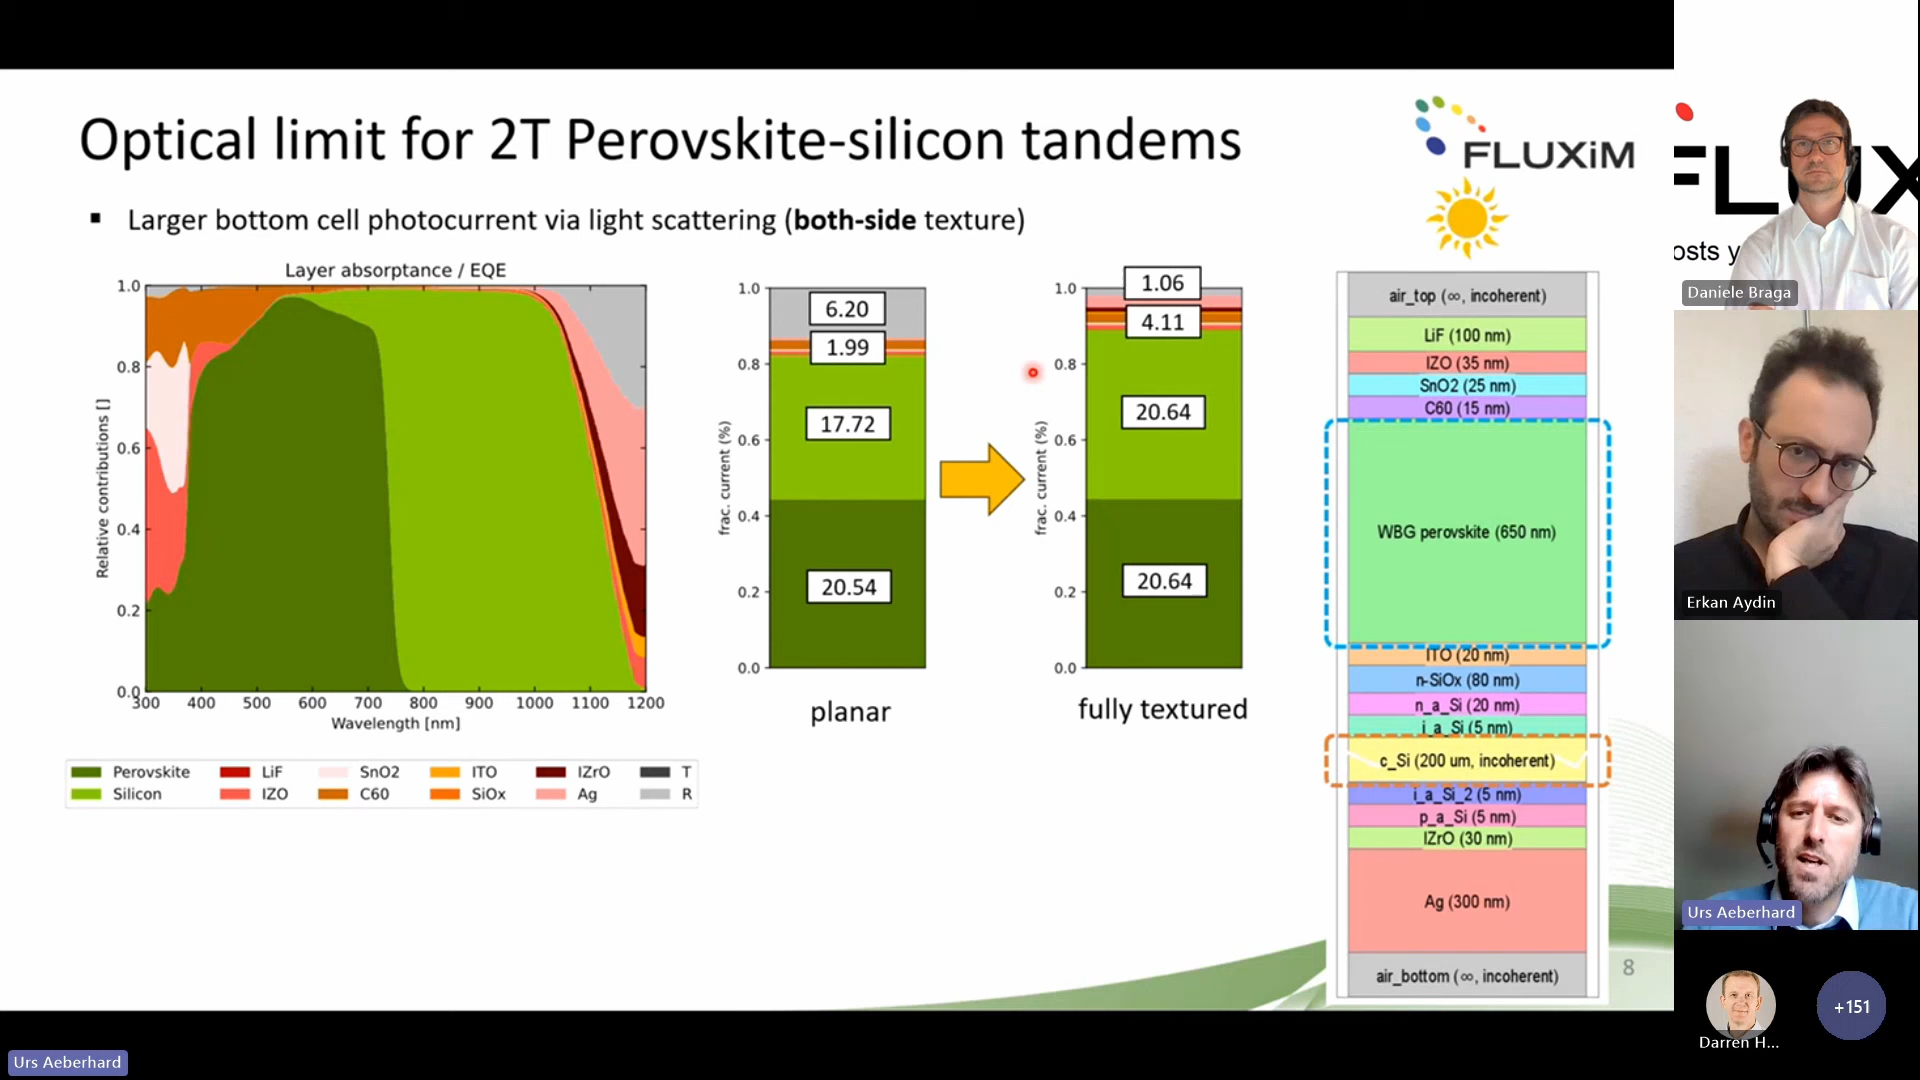 Optical limit for 2T Perovskite-silicon tandems
FLUXiM
▪ Larger bottom cell photocurrent via light scattering (both-side texture)
Layer absorptance / EQE
Relative contributions []
1.0
0.8
0.6
0.4
0.2
0.0
300 400 500 600 700 800 900 1000 1100 1200
Wavelength [nm]
Perovskite LiF SnO2 ITO IZrO T
Silicon IZO C60 SiOx Ag R
frac. current (%)
1.0
0.8
0.6
0.4
0.2
0.0
6.20
1.99
17.72
20.54
planar
frac. current (%)
1.0
0.8
0.6
0.4
0.2
0.0
1.06
4.11
20.64
20.64
fully textured
air_top (∞, incoherent)
LiF (100 nm)
IZO (35 nm)
SnO2 (25 nm)
C60 (15 nm)
WBG perovskite (650 nm)
ITO (20 nm)
n-SiOx (80 nm)
n_a_Si (20 nm)
i_a_Si (5 nm)
c_Si (200 um, incoherent)
i_a_Si_2 (5 nm)
p_a_Si (5 nm)
IZrO (30 nm)
Ag (300 nm)
air_bottom (∞, incoherent)
8
FLUX
osts y
Daniele Braga
Erkan Aydin
Urs Aeberhard
Darren H...
+151
Urs Aeberhard